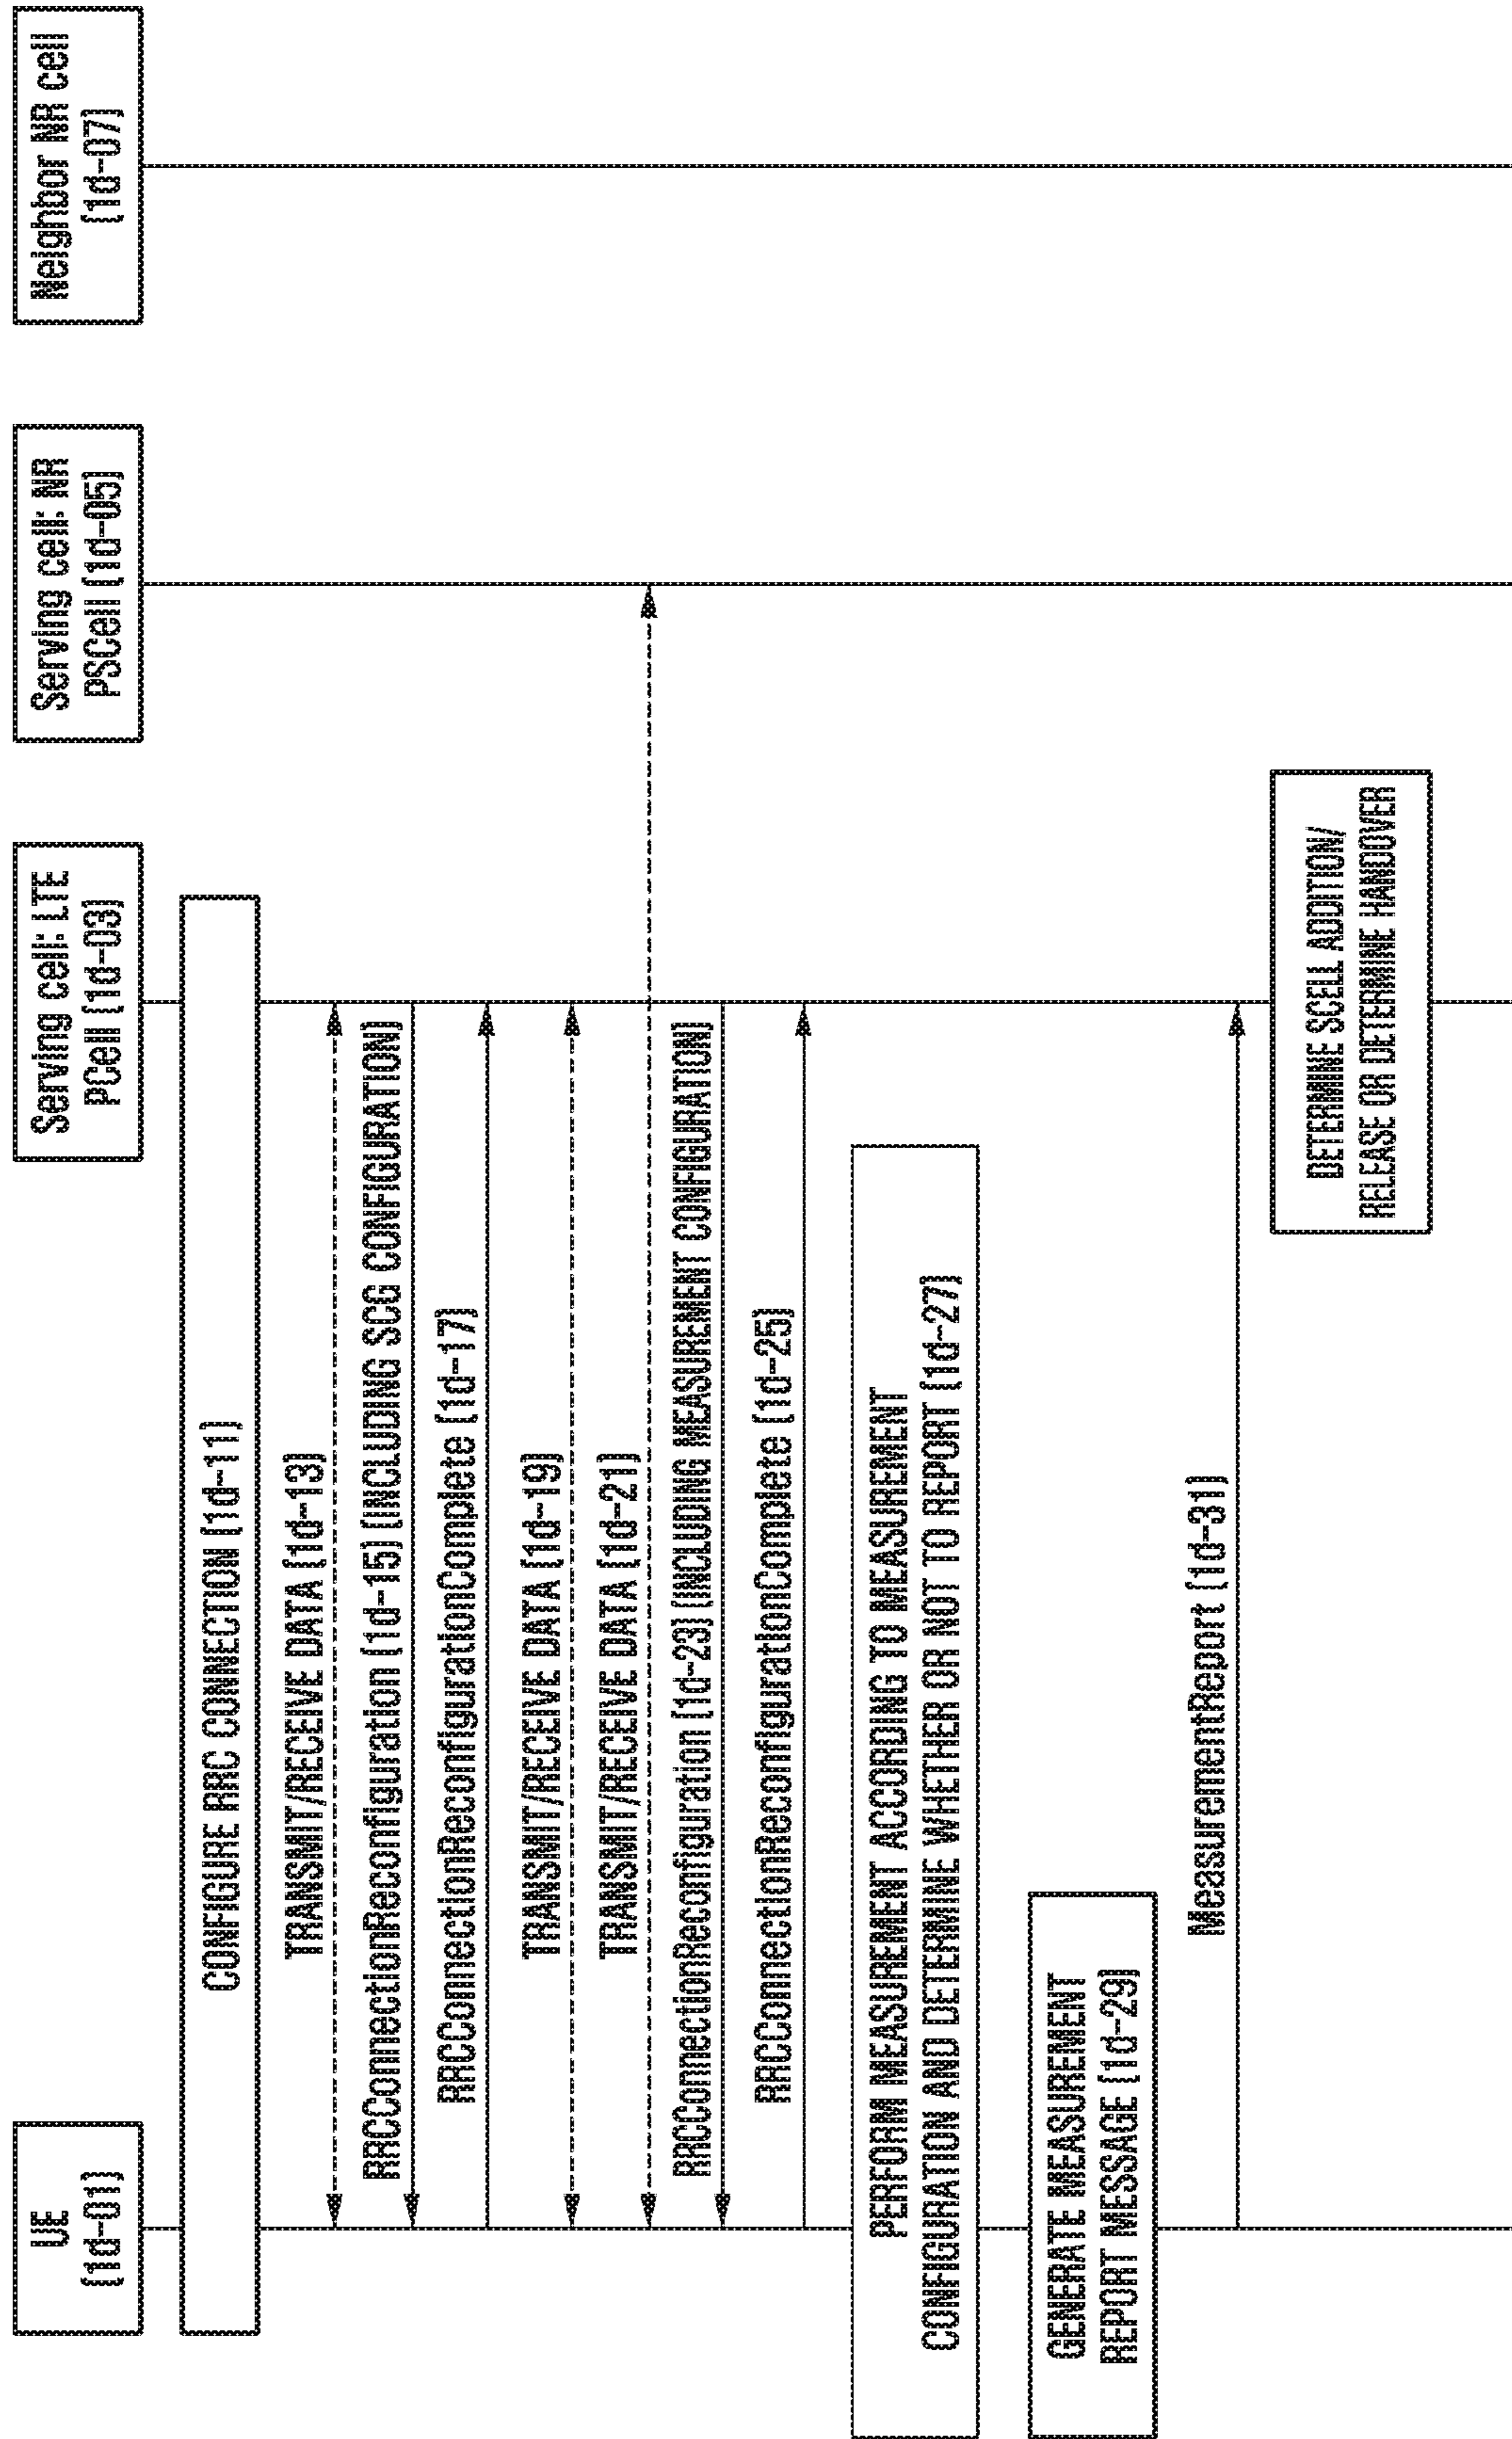 UE
(1d-01)
Serving cell: LTE
PCell (1d-03)
Serving cell: NR
PSCell (1d-05)
Neighbor NR cell
(1d-07)
CONFIGURE RRC CONNECTION (1d-11)
TRANSMIT/RECEIVE DATA (1d-13)
RRCConnectionReconfiguration (1d-15) (INCLUDING SCG CONFIGURATION)
RRCConnectionReconfigurationComplete (1d-17)
TRANSMIT/RECEIVE DATA (1d-19)
TRANSMIT/RECEIVE DATA (1d-21)
RRCConnectionReconfiguration (1d-23) (INCLUDING MEASUREMENT CONFIGURATION)
RRCConnectionReconfigurationComplete (1d-25)
PERFORM MEASUREMENT ACCORDING TO MEASUREMENT
CONFIGURATION AND DETERMINE WHETHER OR NOT TO REPORT (1d-27)
GENERATE MEASUREMENT
REPORT MESSAGE (1d-29)
MeasurementReport (1d-31)
DETERMINE SCELL ADDITION/
RELEASE OR DETERMINE HANDOVER